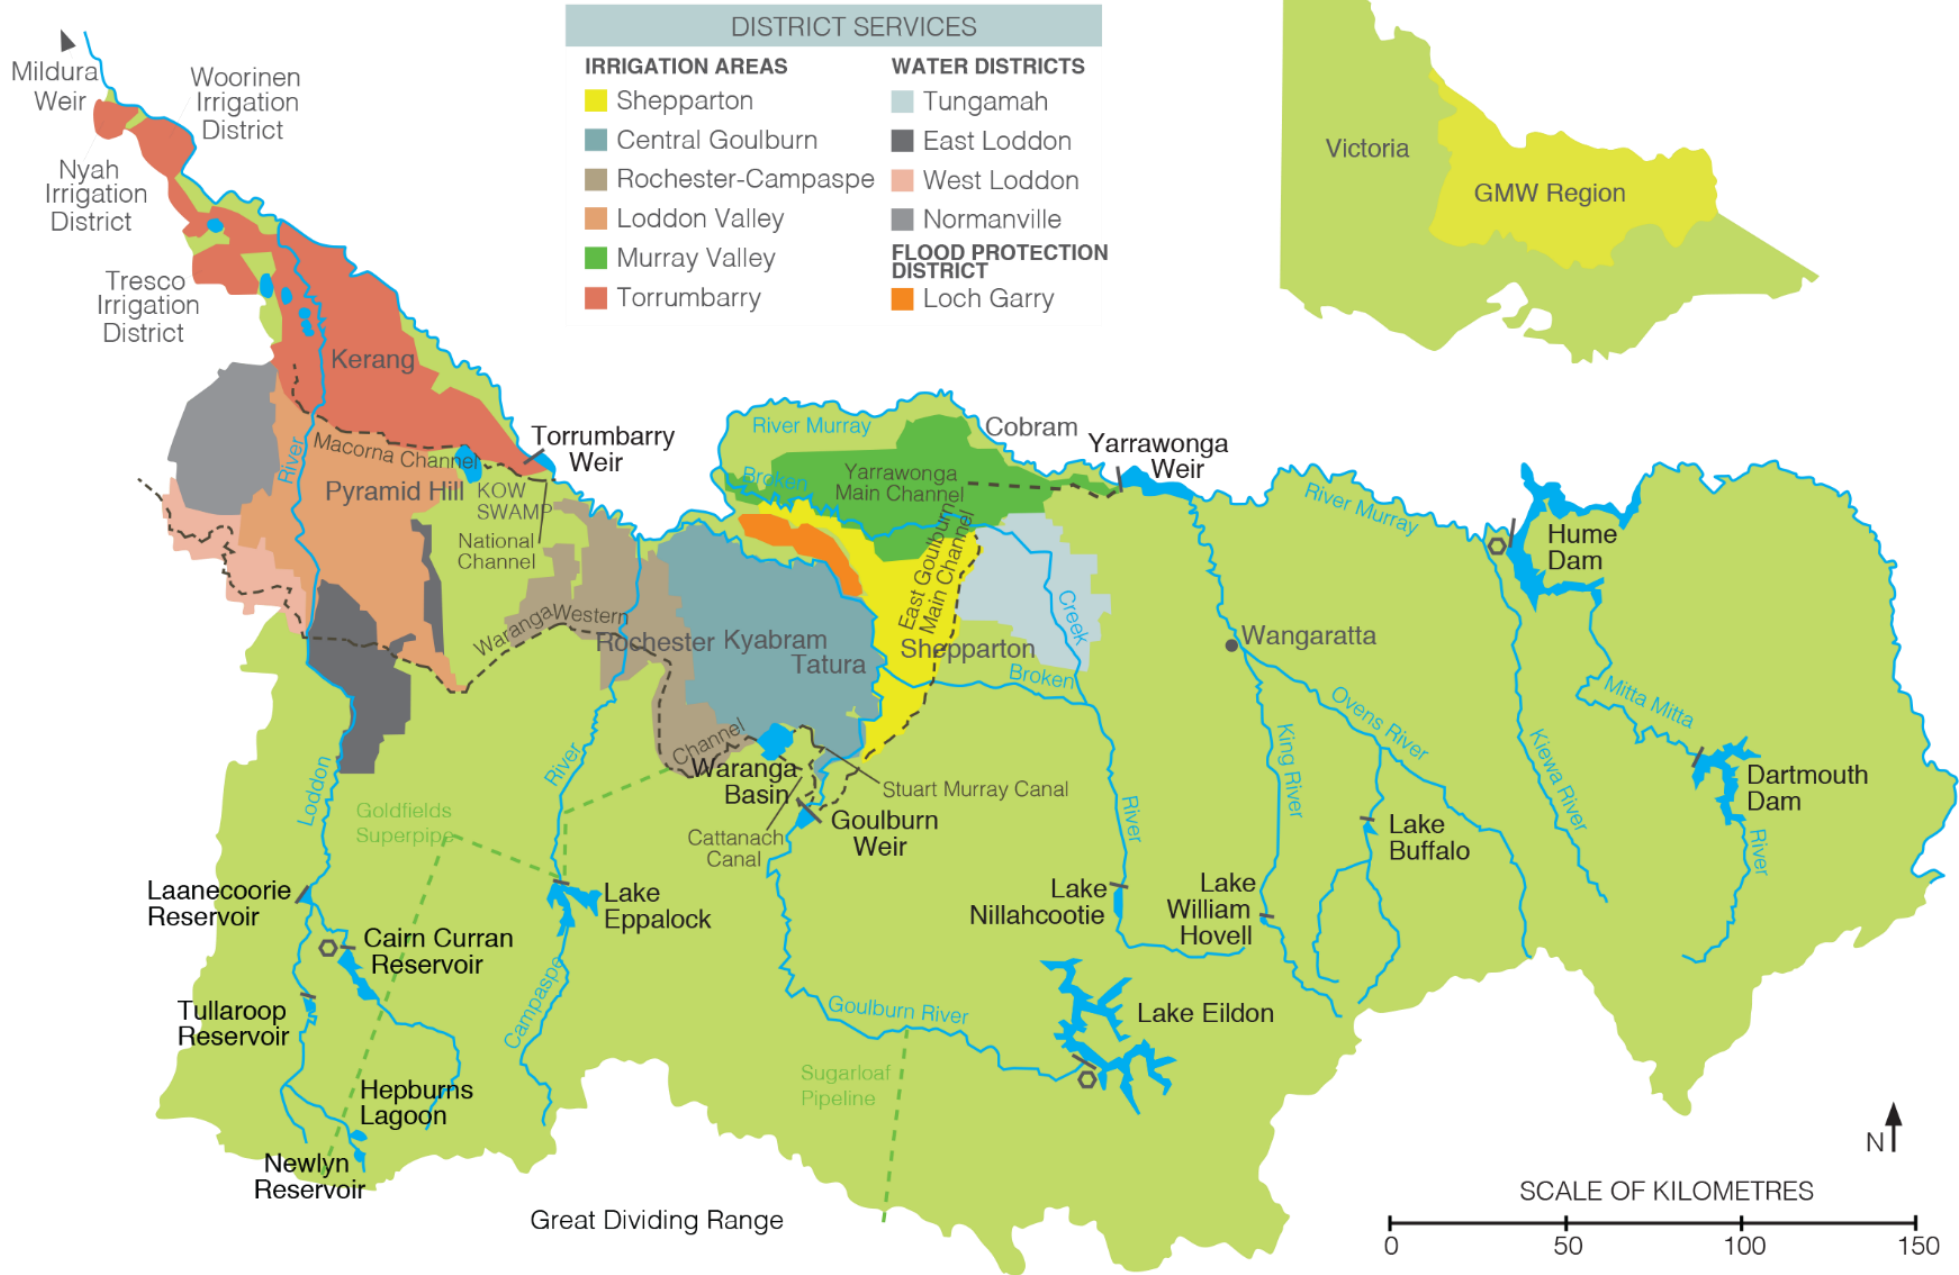 DISTRICT SERVICES
IRRIGATION AREAS
Shepparton
Central Goulburn
Rochester-Campaspe
Loddon Valley
Murray Valley
Torrumbarry
WATER DISTRICTS
Tungamah
East Loddon
West Loddon
Normanville
FLOOD PROTECTION
DISTRICT
Loch Garry
Victoria
GMW Region
Mildura
Weir
Woorinen
Irrigation
District
Nyah
Irrigation
District
Tresco
Irrigation
District
Kerang
Torrumbarry
Weir
Macorna Channel
River
Pyramid Hill
KOW
SWAMP
National
Channel
River Murray
Cobram
Yarrawonga
Weir
Broken
Yarrawonga
Main Channel
East Goulburn
Main Channel
River Murray
Hume
Dam
Creek
Waranga Western
Rochester
Kyabram
Tatura
Shepparton
Broken
Wangaratta
Mitta Mitta
Ovens River
King River
Kiewa River
Channel
River
Loddon
Waranga
Basin
Stuart Murray Canal
Dartmouth
Dam
Goldfields
Superpipe
Cattanach
Canal
Goulburn
Weir
River
Lake
Buffalo
River
Laanecoorie
Reservoir
Lake
Eppalock
Lake
Nillahcootie
Lake
William
Hovell
Cairn Curran
Reservoir
Campaspe
Tullaroop
Reservoir
Goulburn River
Lake Eildon
Hepburns
Lagoon
Sugarloaf
Pipeline
Newlyn
Reservoir
Great Dividing Range
N
SCALE OF KILOMETRES
0 50 100 150